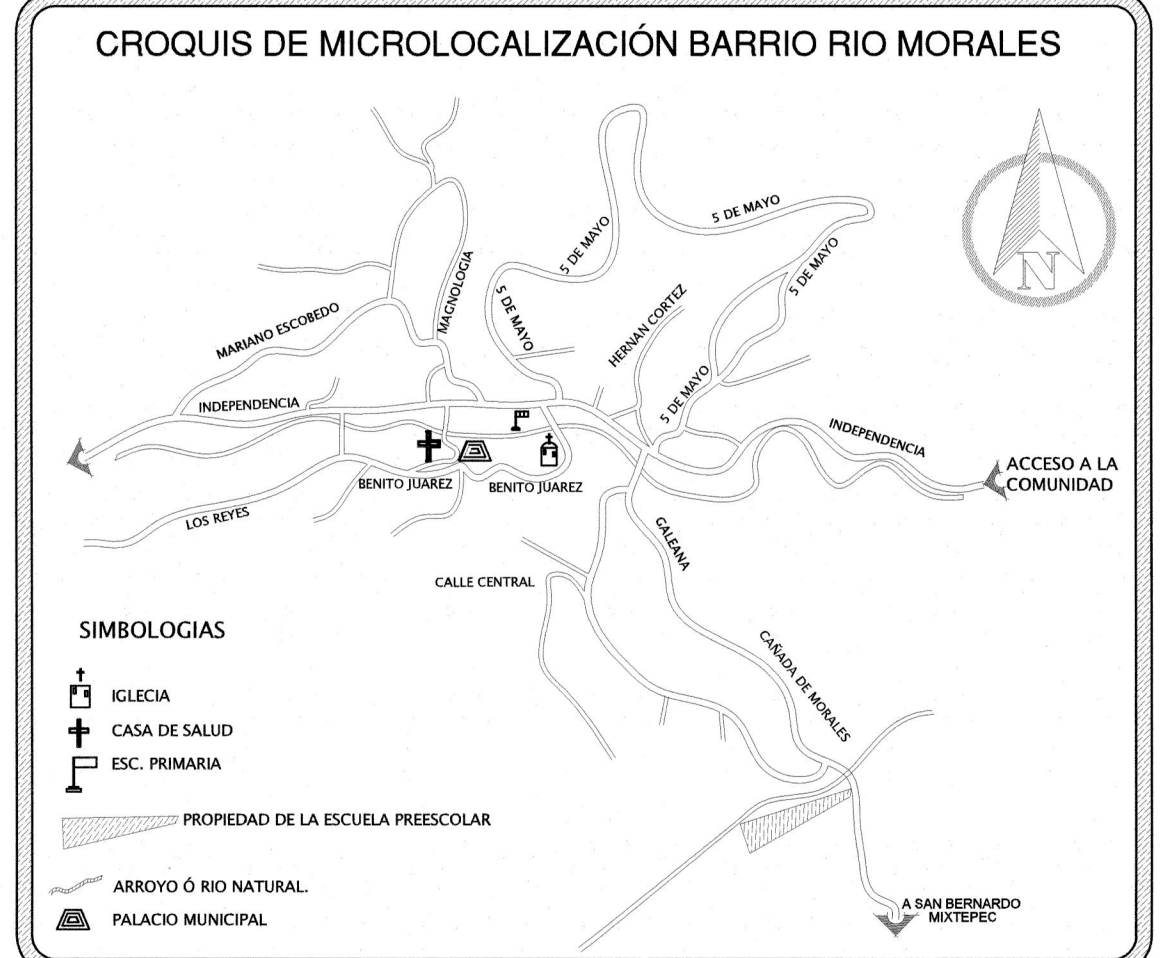 CROQUIS DE MICROLOCALIZACIÓN BARRIO RIO MORALES
5 DE MAYO
5 DE MAYO
5 DE MAYO
5 DE MAYO
MAGNOLOGIA
N
HERNAN CORTEZ
MARIANO ESCOBEDO
5 DE MAYO
INDEPENDENCIA
INDEPENDENCIA
ACCESO A LA
COMUNIDAD
BENITO JUAREZ
BENITO JUAREZ
LOS REYES
GALEANA
CALLE CENTRAL
CAÑADA DE MORALES
SIMBOLOGIAS
IGLECIA
CASA DE SALUD
ESC. PRIMARIA
PROPIEDAD DE LA ESCUELA PREESCOLAR
ARROYO Ó RIO NATURAL.
PALACIO MUNICIPAL
A SAN BERNARDO
MIXTEPEC